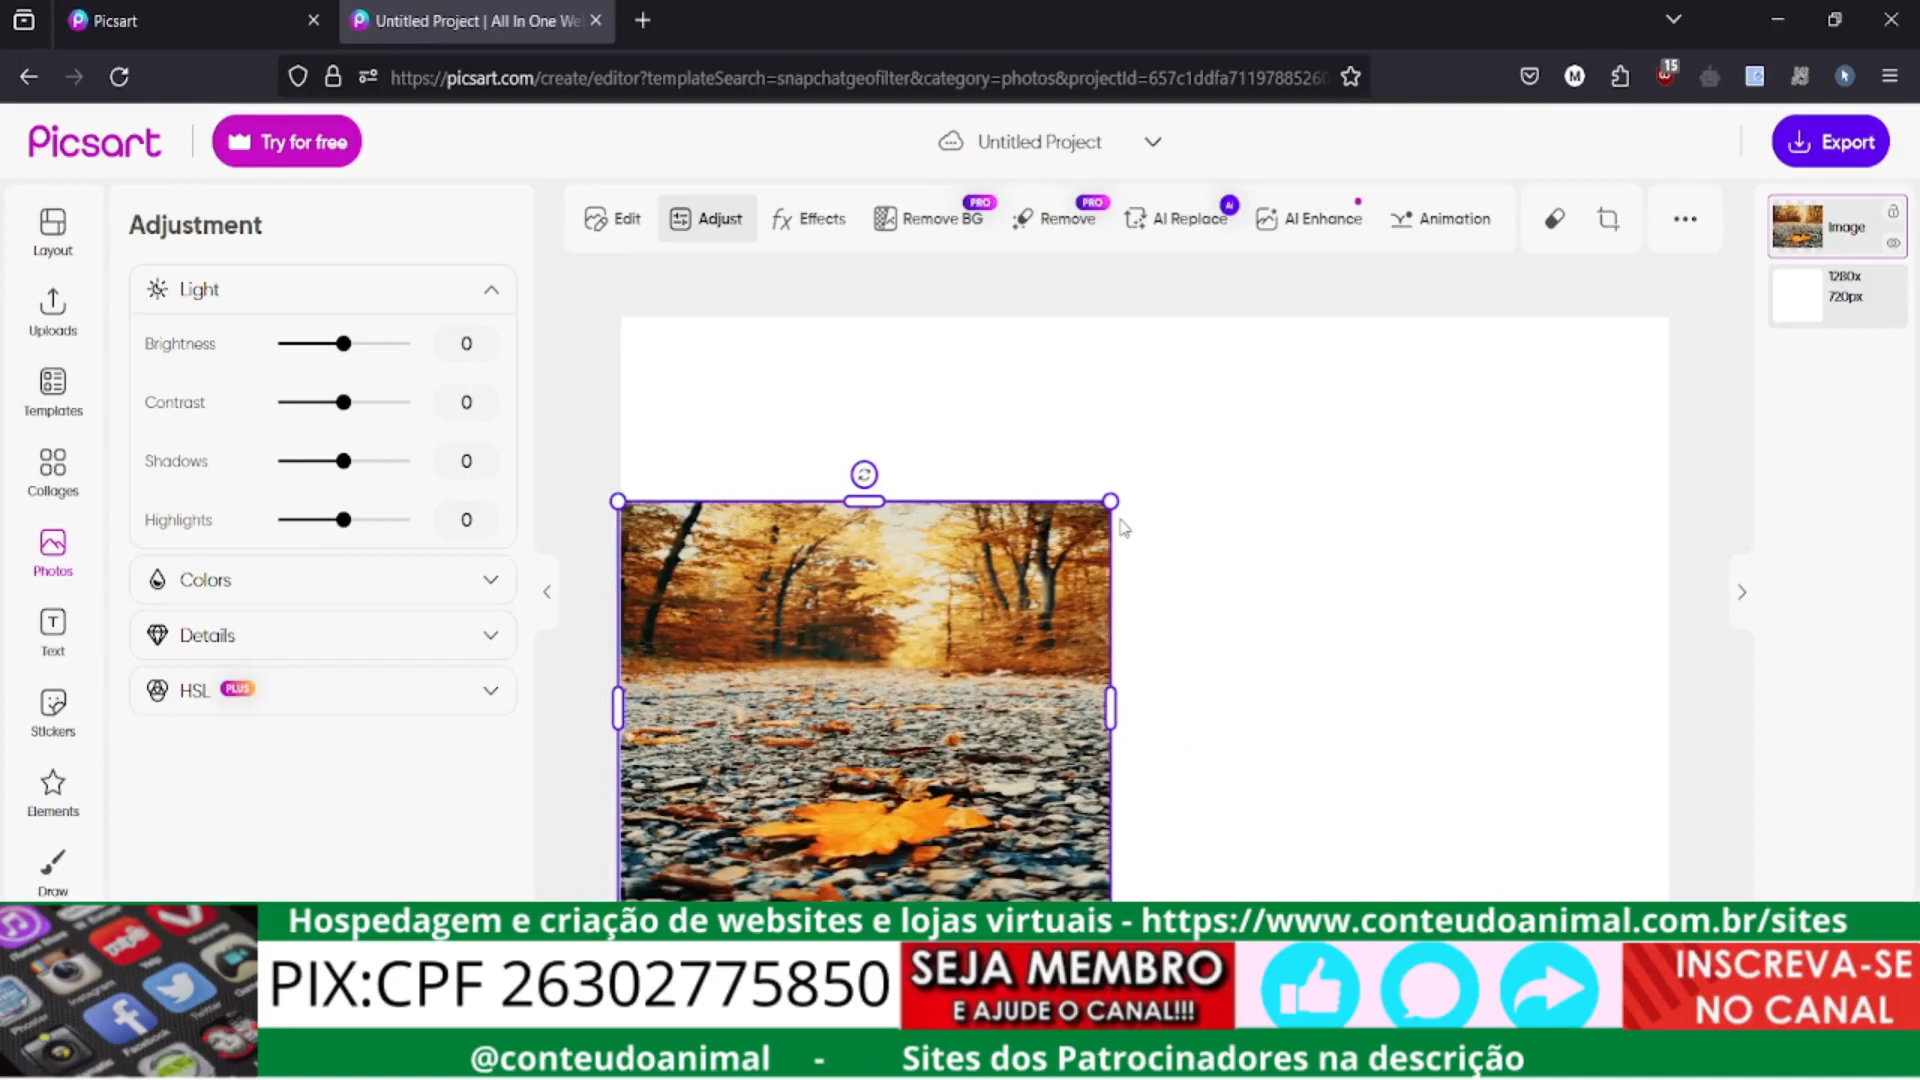 Picsart
Untitled Project | All In One We
https://picsart.com/create/editor?templateSearch=snapchatgeofilter&category=photos&projectId=657c1ddfa71197885260
M
15
Picsart
Try for free
Untitled Project
Export
Layout
Uploads
Templates
Collages
Photos
Text
Stickers
Elements
Draw
Adjustment
Light
Brightness 0
Contrast 0
Shadows 0
Highlights 0
Colors
Details
HSL PLUS
Edit
Adjust
fx Effects
Remove BG PRO
Remove PRO
AI Replace Ai
AI Enhance
Animation
Image
1280x
720px
Hospedagem e criação de websites e lojas virtuais - https://www.conteudoanimal.com.br/sites
PIX:CPF 26302775850
SEJA MEMBRO
E AJUDE O CANAL!!!
INSCREVA-SE
NO CANAL
@conteudoanimal - Sites dos Patrocinadores na descrição